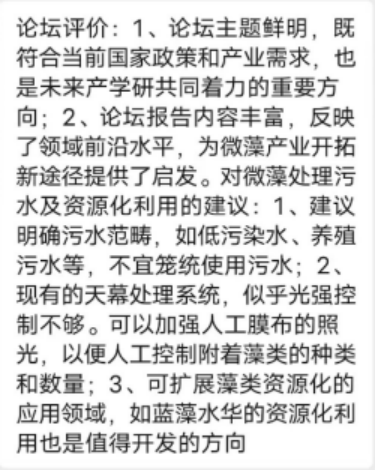 论坛评价：1、论坛主题鲜明，既
符合当前国家政策和产业需求，也
是未来产学研共同着力的重要方
向；2、论坛报告内容丰富，反映
了领域前沿水平，为微藻产业开拓
新途径提供了启发。对微藻处理污
水及资源化利用的建议：1、建议
明确污水范畴，如低污染水、养殖
污水等，不宜笼统使用污水；2、
现有的天幕处理系统，似乎光强控
制不够。可以加强人工膜布的照
光，以便人工控制附着藻类的种类
和数量；3、可扩展藻类资源化的
应用领域，如蓝藻水华的资源化利
用也是值得开发的方向